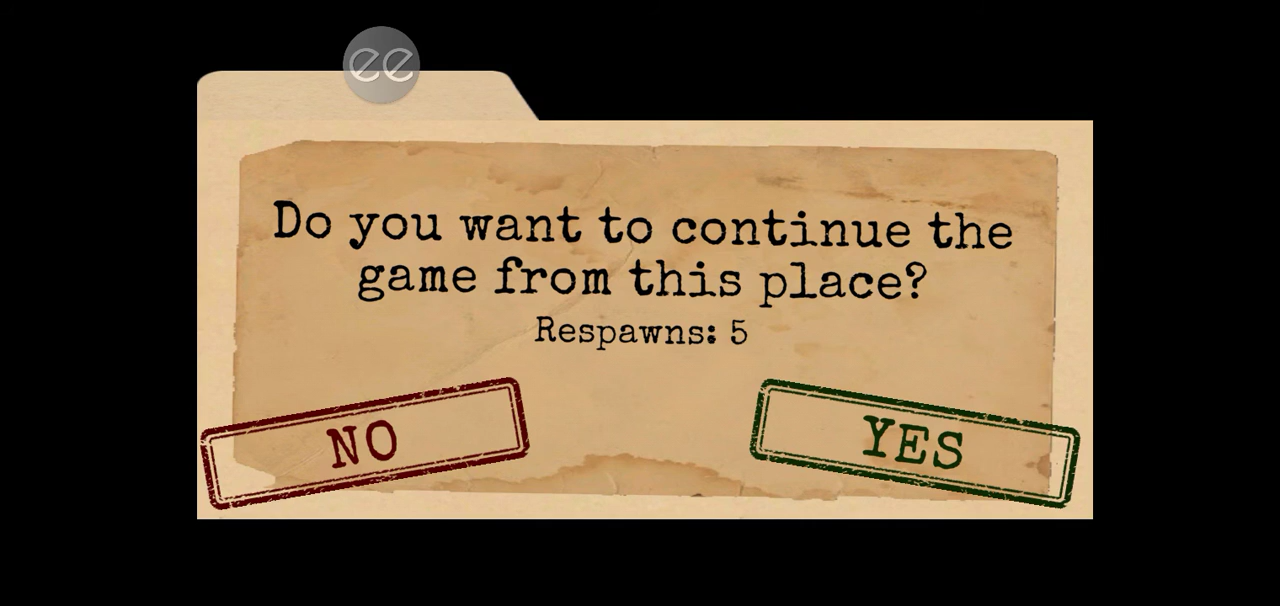 ee
Do you want to continue the
game from this place?
Respawns: 5
NO
YES